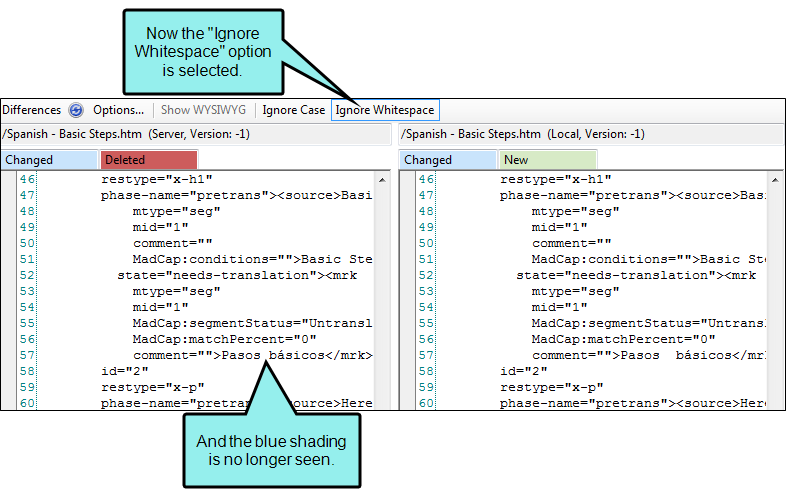 Now the "Ignore
Whitespace" option
is selected.
Differences Options... Show WYSIWYG Ignore Case Ignore Whitespace
/Spanish - Basic Steps.htm (Server, Version: -1)
Changed Deleted
46 restype="x-h1"
47 phase-name="pretrans"><source>Basi
48 mtype="seg"
49 mid="1"
50 comment=""
51 MadCap:conditions="">Basic Ste
52 state="needs-translation"><mrk
53 mtype="seg"
54 mid="1"
55 MadCap:segmentStatus="Untransl
56 MadCap:matchPercent="0"
57 comment="">Pasos básicos</mrk>
58 id="2"
59 restype="x-p"
60 phase-name="pretrans"><source>Here
/Spanish - Basic Steps.htm (Local, Version: -1)
Changed New
46 restype="x-h1"
47 phase-name="pretrans"><source>Basi
48 mtype="seg"
49 mid="1"
50 comment=""
51 MadCap:conditions="">Basic Ste
52 state="needs-translation"><mrk
53 mtype="seg"
54 mid="1"
55 MadCap:segmentStatus="Untransl
56 MadCap:matchPercent="0"
57 comment="">Pasos  básicos</mrk
58 id="2"
59 restype="x-p"
60 phase-name="pretrans"><source>Here
And the blue shading
is no longer seen.